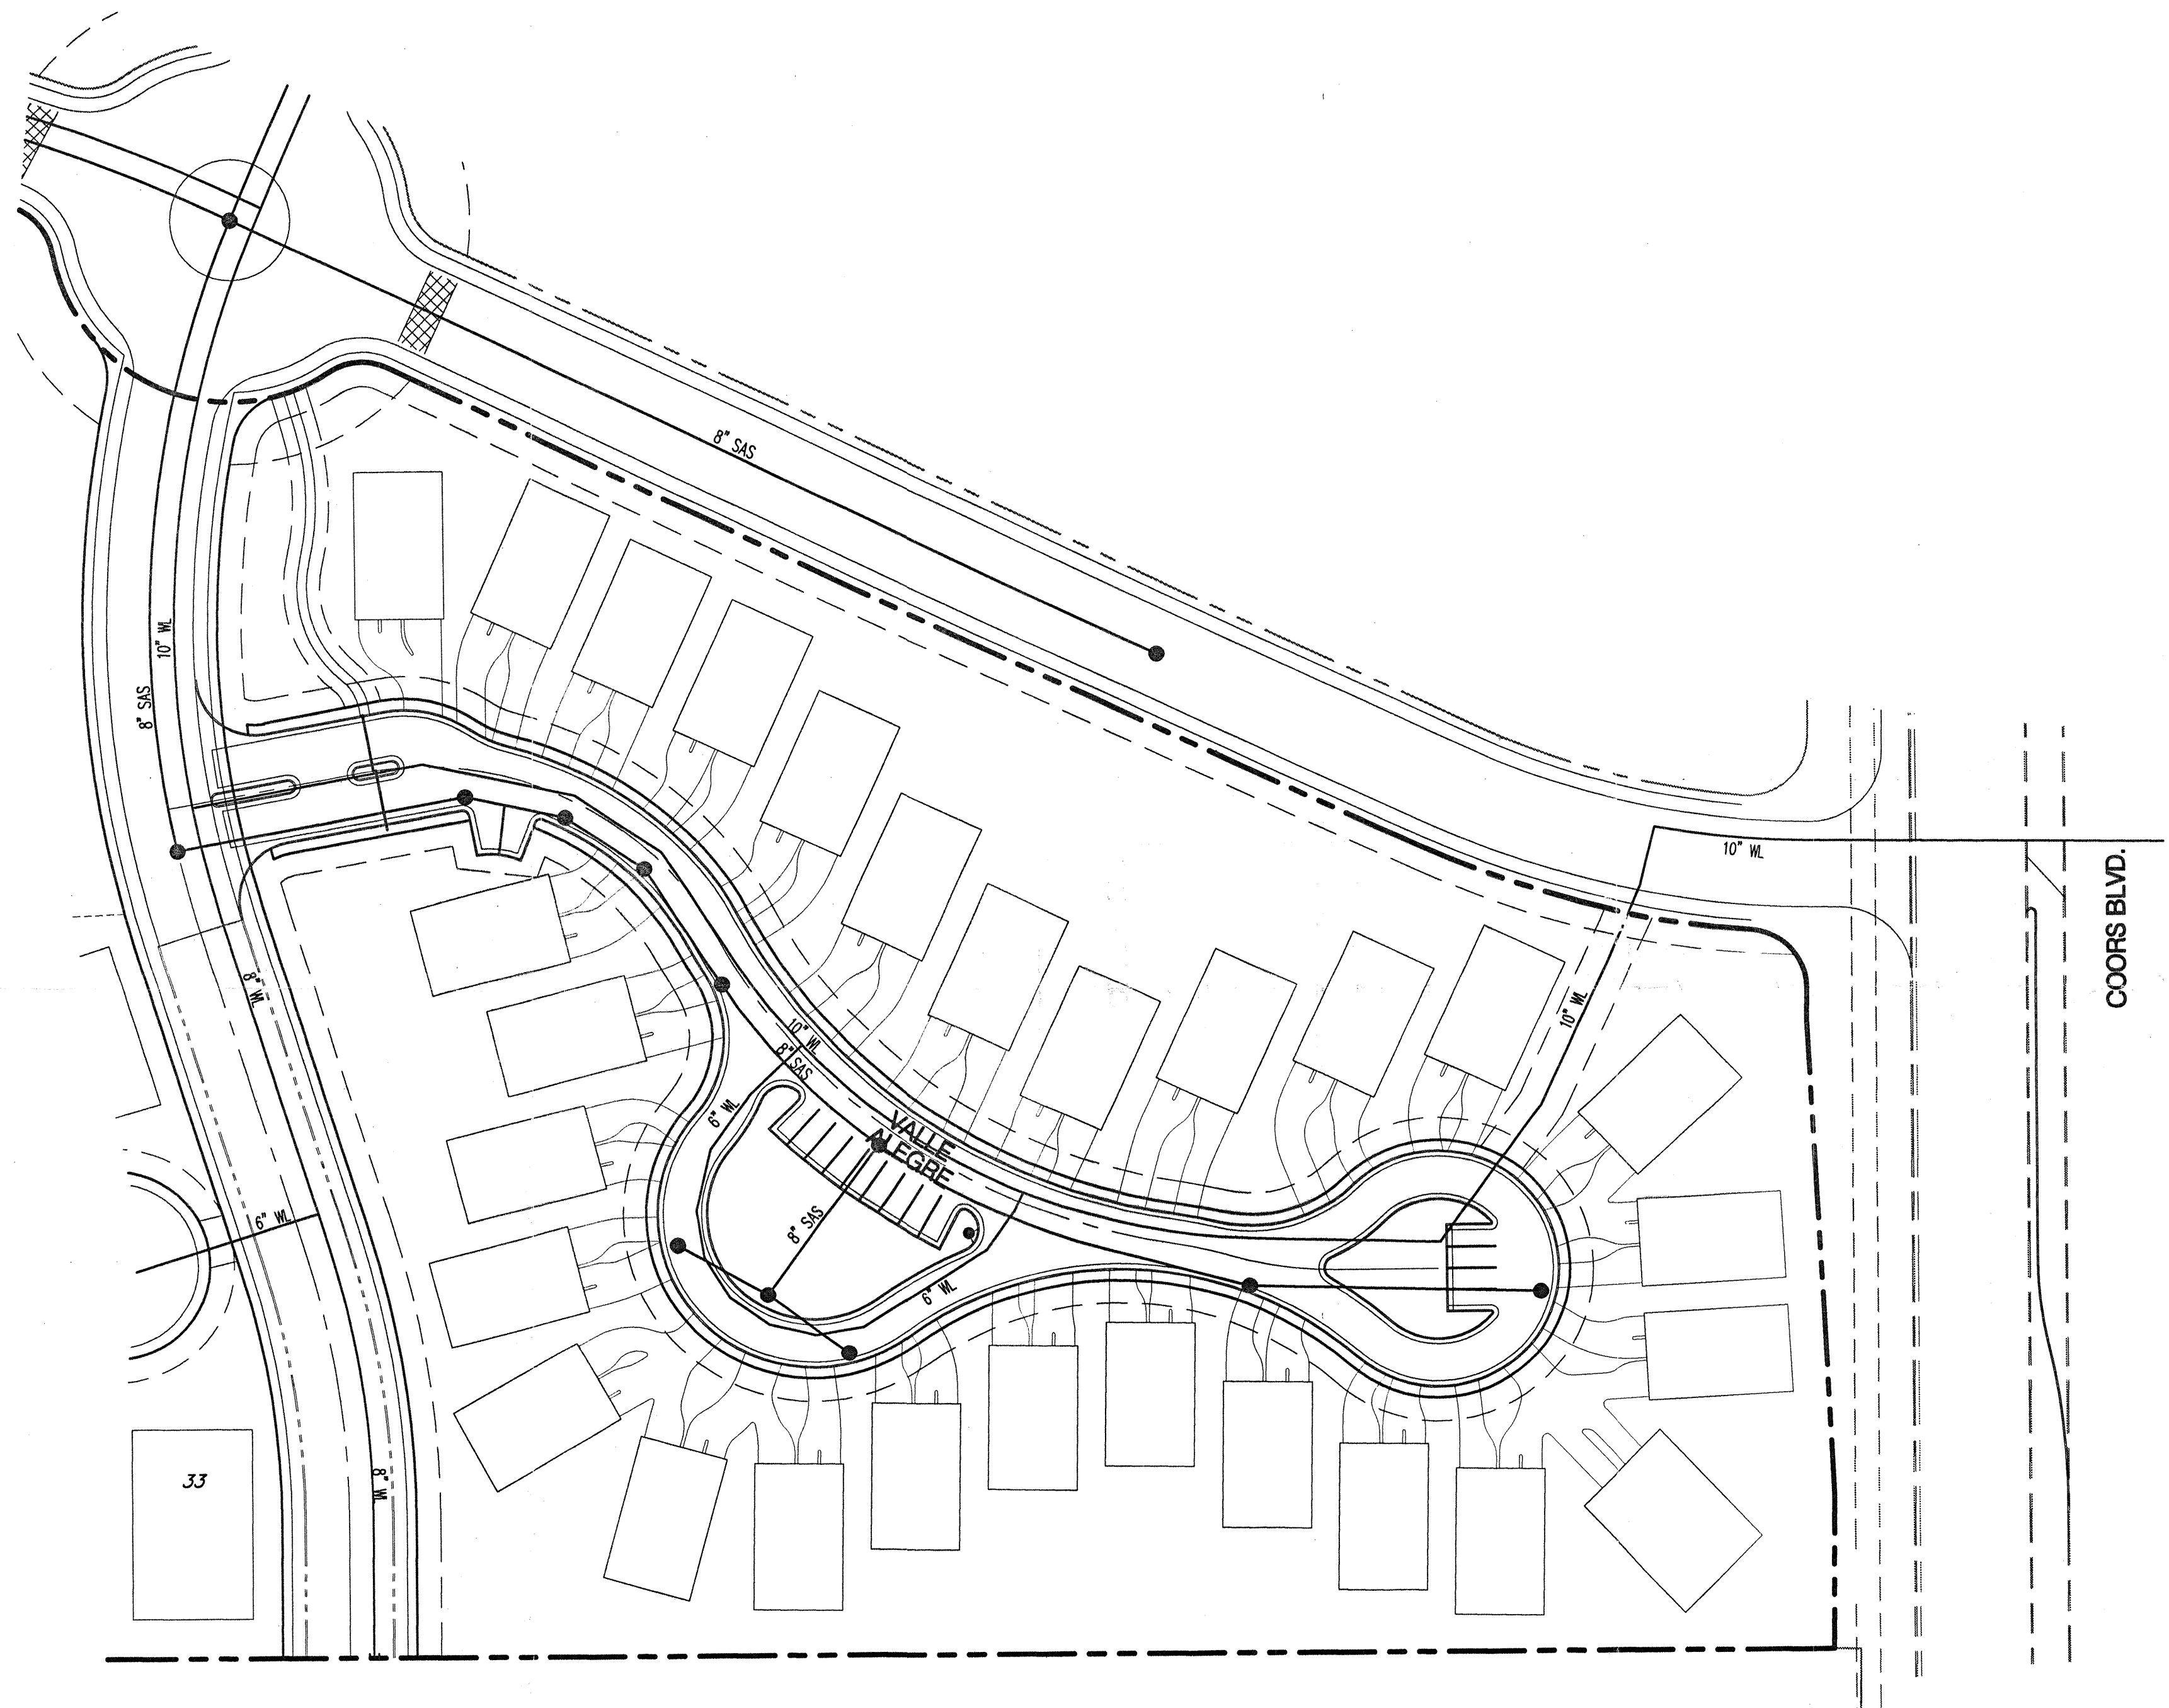 8" SAS
10" WL
8" SAS
10" WL
COORS BLVD.
8" WL
10" WL
10" WL
8" SAS
6" WL
VALLE
ALEGRE
8" SAS
6" WL
6" WL
33
8" WL